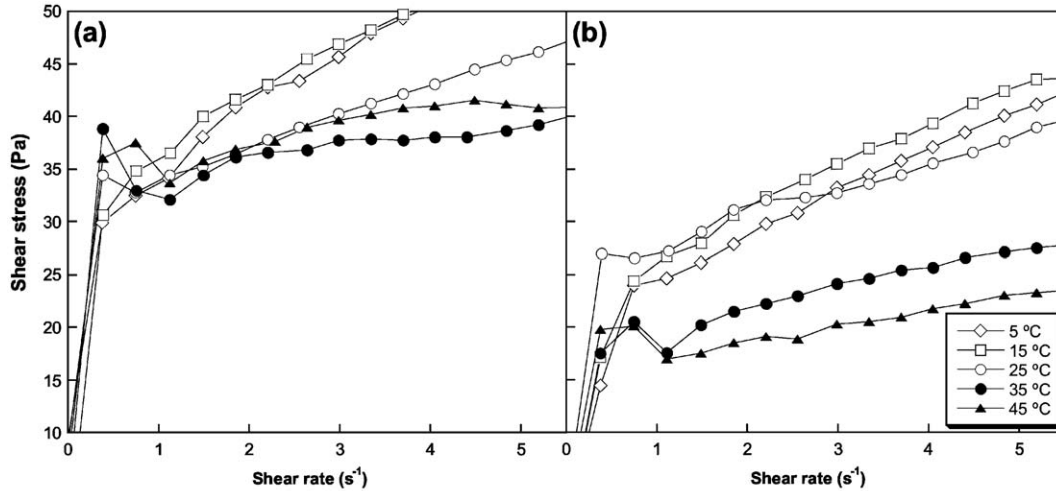 (a)
(b)
Shear stress (Pa)
50
45
40
35
30
25
20
15
10
0 1 2 3 4 5
0 1 2 3 4 5
Shear rate (s⁻¹)
Shear rate (s⁻¹)
5 ºC
15 ºC
25 ºC
35 ºC
45 ºC